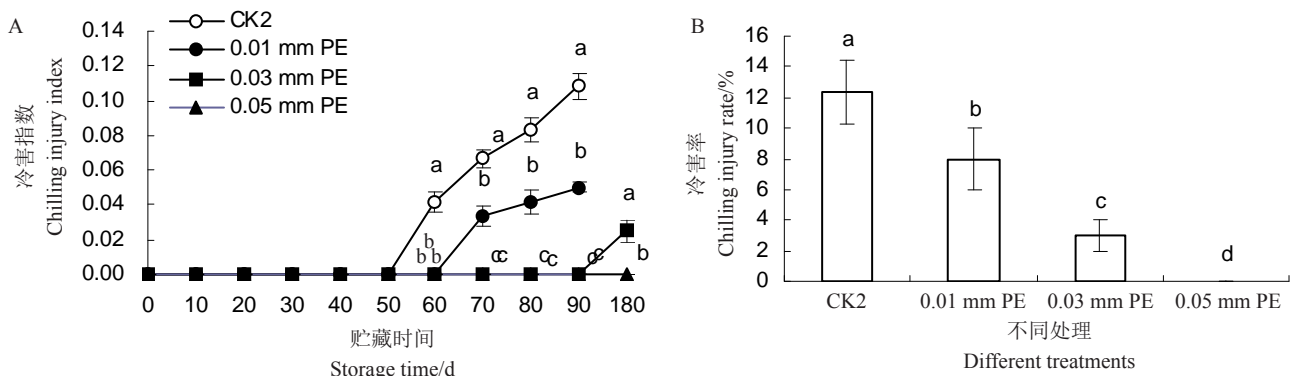 A
CK2
0.01 mm PE
0.03 mm PE
0.05 mm PE
冷害指数
Chilling injury index
0.14
0.12
0.10
0.08
0.06
0.04
0.02
0.00
a
a
a
a
b
b
b
a
b
b b
c c
c c
c c
b
0 10 20 30 40 50 60 70 80 90 180
贮藏时间
Storage time/d
B
冷害率
Chilling injury rate/%
16
14
12
10
8
6
4
2
0
a
b
c
d
CK2 0.01 mm PE 0.03 mm PE 0.05 mm PE
不同处理
Different treatments